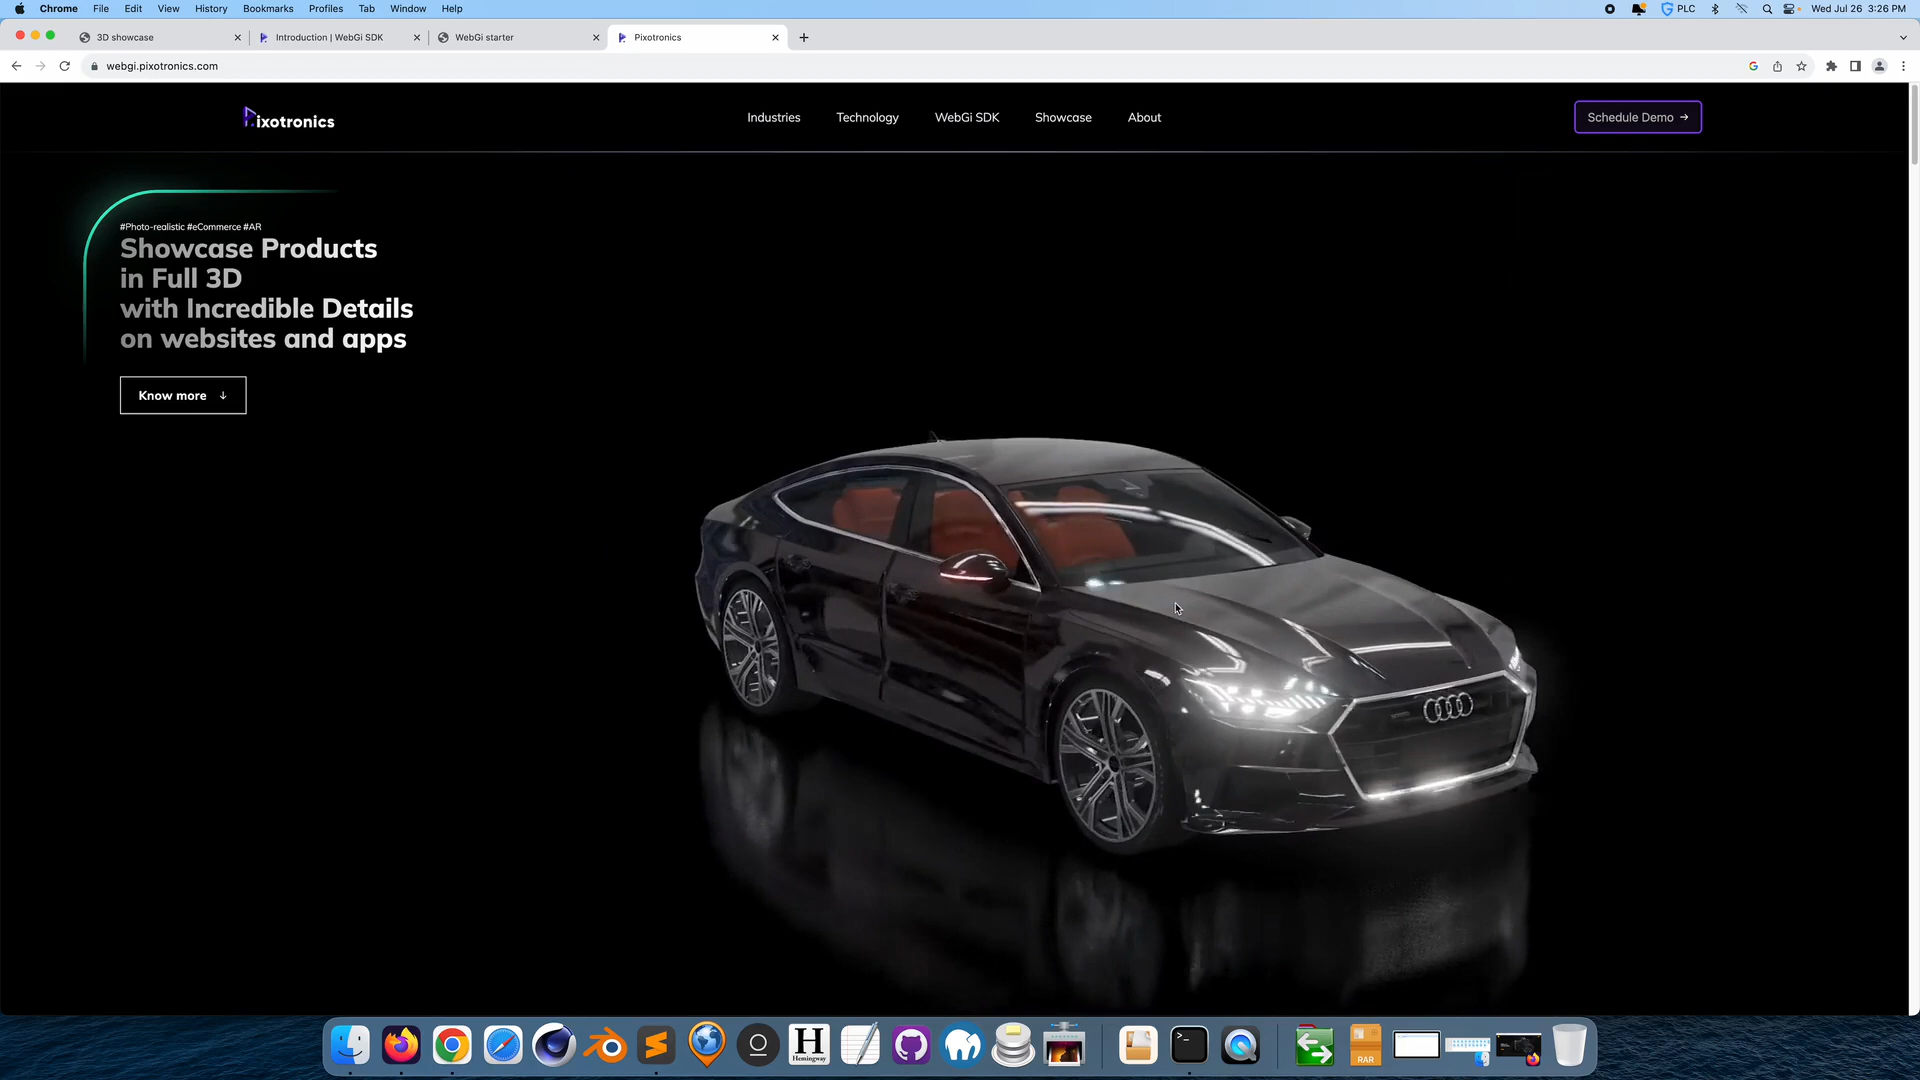 Chrome File Edit View History Bookmarks Profiles Tab Window Help
PLC Wed Jul 26 3:26 PM
3D showcase
Introduction | WebGi SDK
WebGi starter
Pixotronics
webgi.pixotronics.com
Pixotronics
Industries Technology WebGi SDK Showcase About
Schedule Demo →
#Photo-realistic #eCommerce #AR
Showcase Products
in Full 3D
with Incredible Details
on websites and apps
Know more ↓
H
Hemingway
RAR